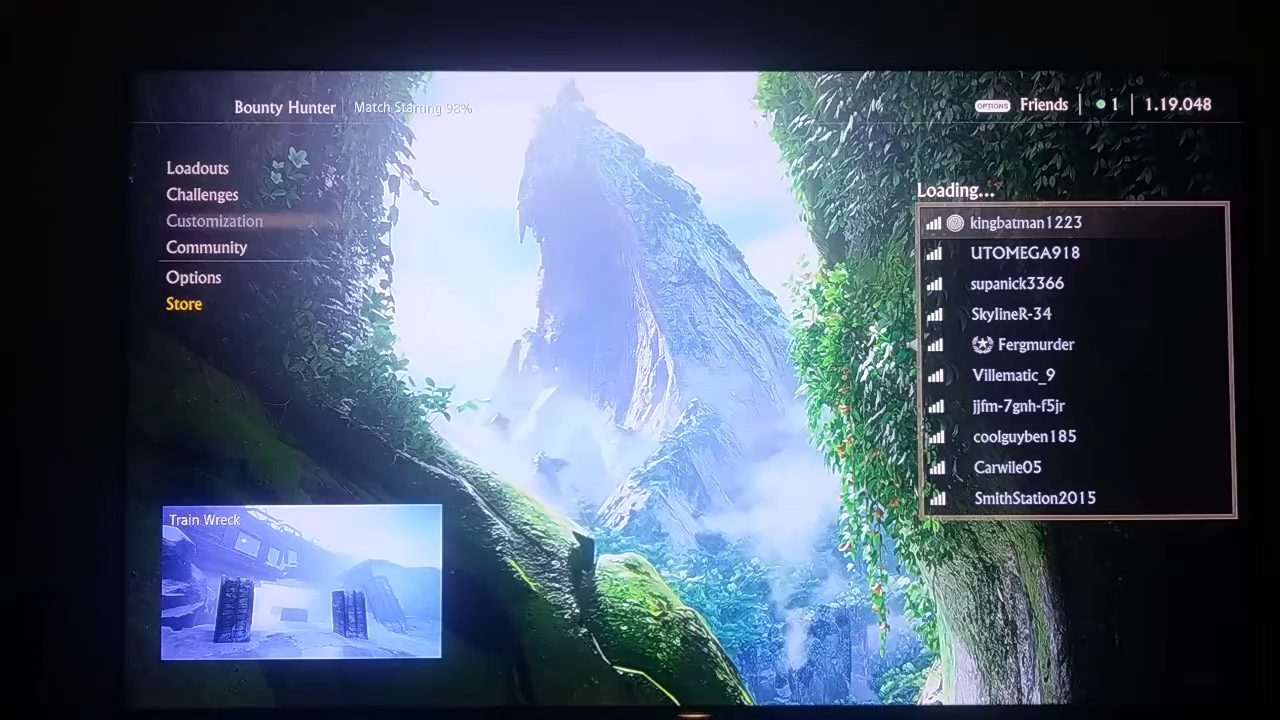 Bounty Hunter | Match Starting 93%
OPTIONS Friends | 1 | 1.19.048
Loadouts
Challenges
Customization
Community
Options
Store
Loading...
kingbatman1223
UTOMEGA918
supanick3366
SkylineR-34
Fergmurder
Villematic_9
jjfm-7gnh-f5jr
coolguyben185
Carwile05
SmithStation2015
Train Wreck